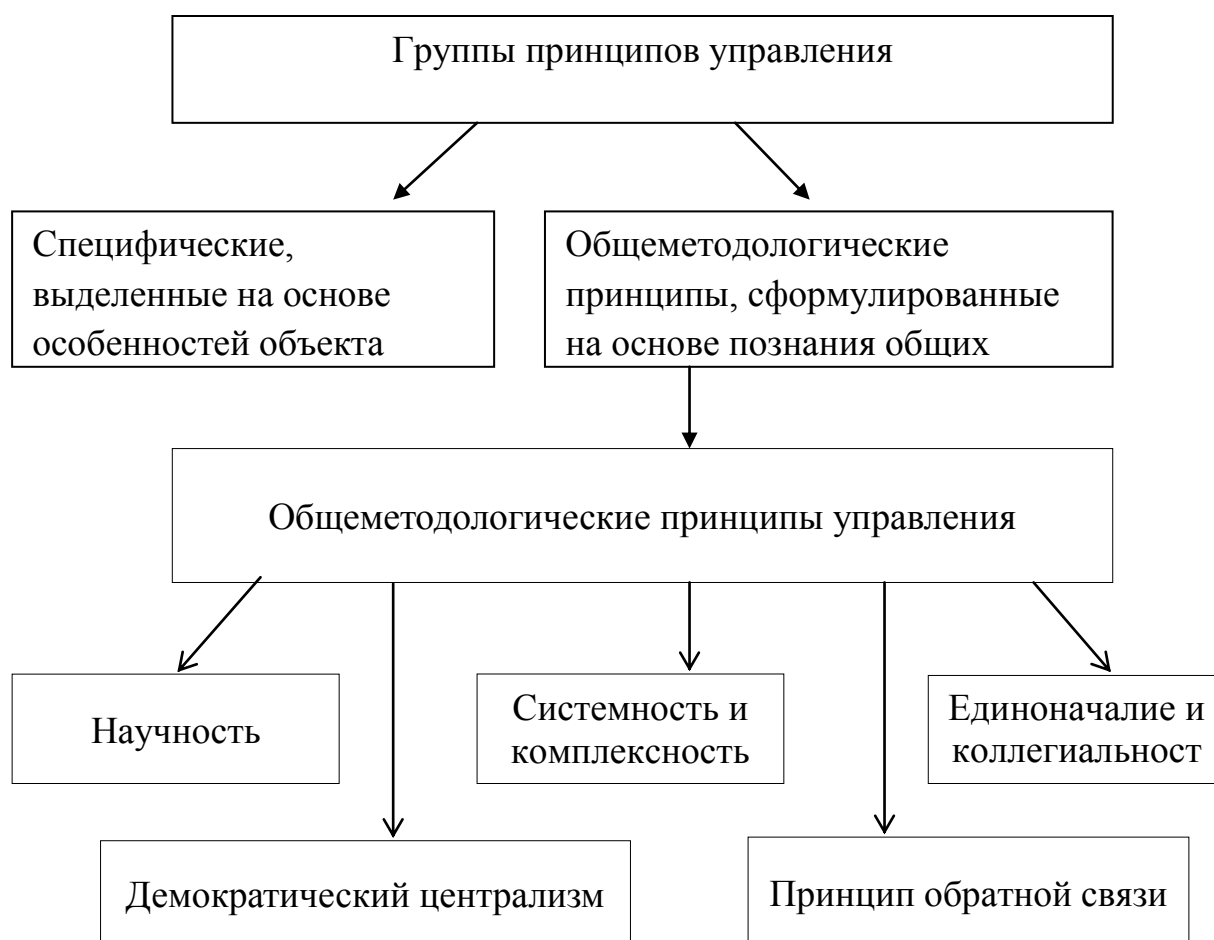 Группы принципов управления
Специфические,
выделенные на основе
особенностей объекта
Общеметодологические
принципы, сформулированные
на основе познания общих
Общеметодологические принципы управления
Научность
Системность и
комплексность
Единоначалие и
коллегиальност
Демократический централизм
Принцип обратной связи